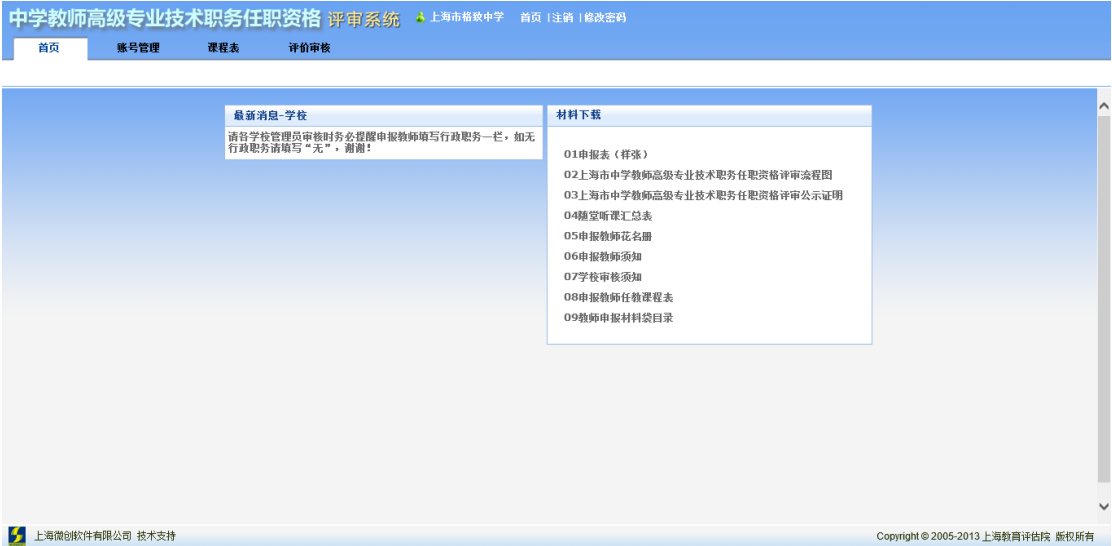 中学教师高级专业技术职务任职资格 评审系统 上海市格致中学 首页 | 注销 | 修改密码
首页 账号管理 课程表 评价审核
最新消息-学校
请各学校管理员审核时务必提醒申报教师填写行政职务一栏，如无
行政职务请填写“无”，谢谢！
材料下载
01申报表（样张）
02上海市中学教师高级专业技术职务任职资格评审流程图
03上海市中学教师高级专业技术职务任职资格评审公示证明
04随堂听课汇总表
05申报教师花名册
06申报教师须知
07学校审核须知
08申报教师任教课程表
09教师申报材料袋目录
上海微创软件有限公司 技术支持
Copyright © 2005-2013 上海教育评估院 版权所有